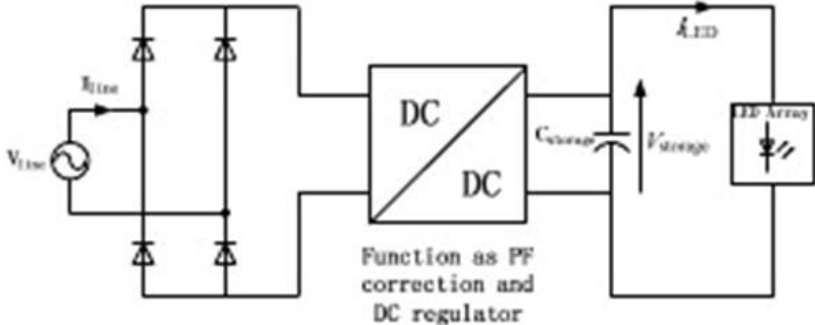 I_line
V_line
DC
DC
C_storage
V_storage
I_LED
LED Array
Function as PF
correction and
DC regulator